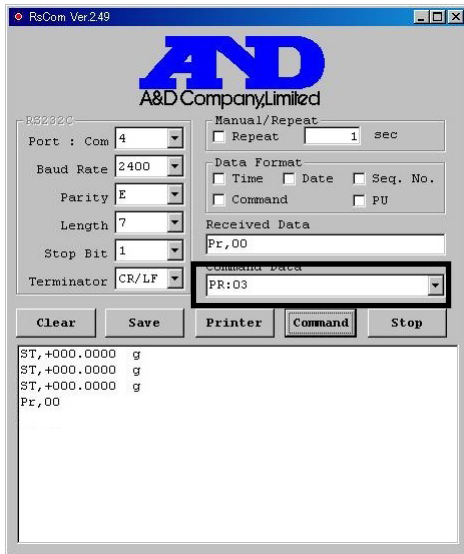 RsCom Ver.2.49
AND
A&D Company,Limited
RS232C
Port : Com 4
Baud Rate 2400
Parity E
Length 7
Stop Bit 1
Terminator CR/LF
Manual/Repeat
Repeat 1 sec
Data Format
Time Date Seq. No.
Command PU
Received Data
Pr,00
Command Data
PR:03
Clear Save Printer Command Stop
ST,+000.0000 g
ST,+000.0000 g
ST,+000.0000 g
Pr,00